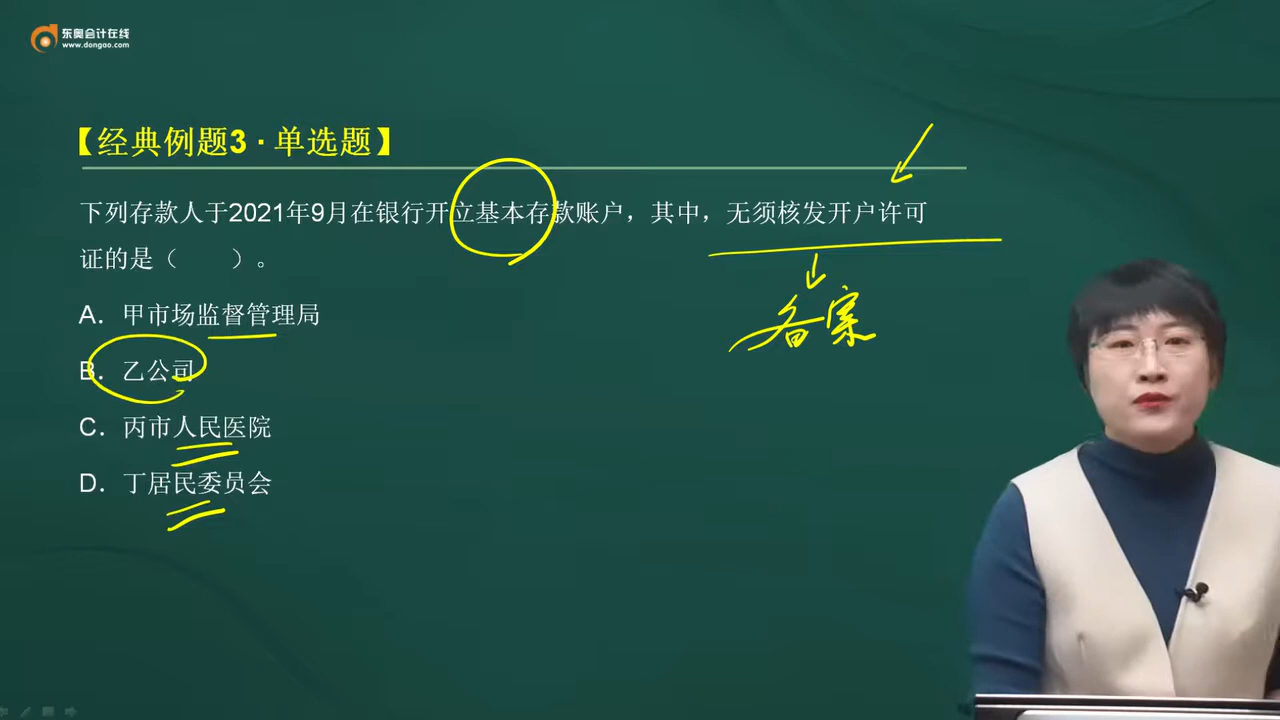 东奥会计在线
www.dongao.com
【经典例题3·单选题】
下列存款人于2021年9月在银行开立基本存款账户，其中，无须核发开户许可
证的是（　　）。
备案
A．甲市场监督管理局
B．乙公司
C．丙市人民医院
D．丁居民委员会